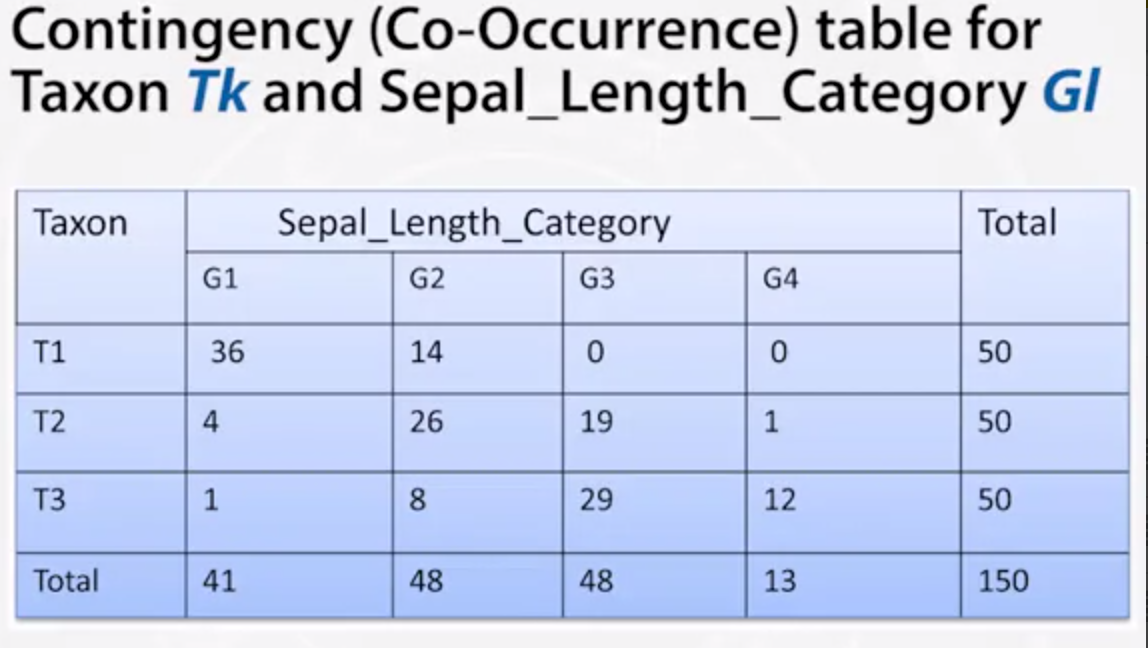 Contingency (Co-Occurrence) table for
Taxon Tk and Sepal_Length_Category Gl
Taxon Sepal_Length_Category Total
G1 G2 G3 G4
T1 36 14 0 0 50
T2 4 26 19 1 50
T3 1 8 29 12 50
Total 41 48 48 13 150